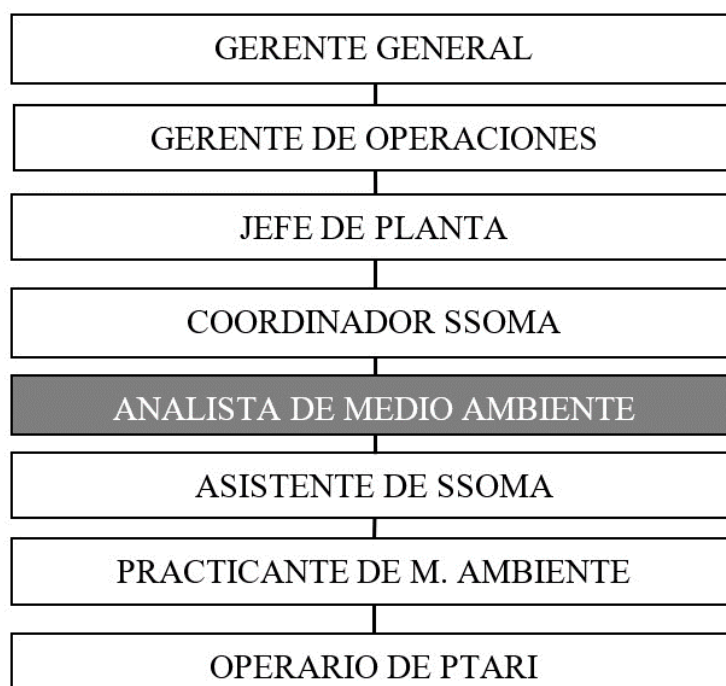 GERENTE GENERAL
GERENTE DE OPERACIONES
JEFE DE PLANTA
COORDINADOR SSOMA
ANALISTA DE MEDIO AMBIENTE
ASISTENTE DE SSOMA
PRACTICANTE DE M. AMBIENTE
OPERARIO DE PTARI